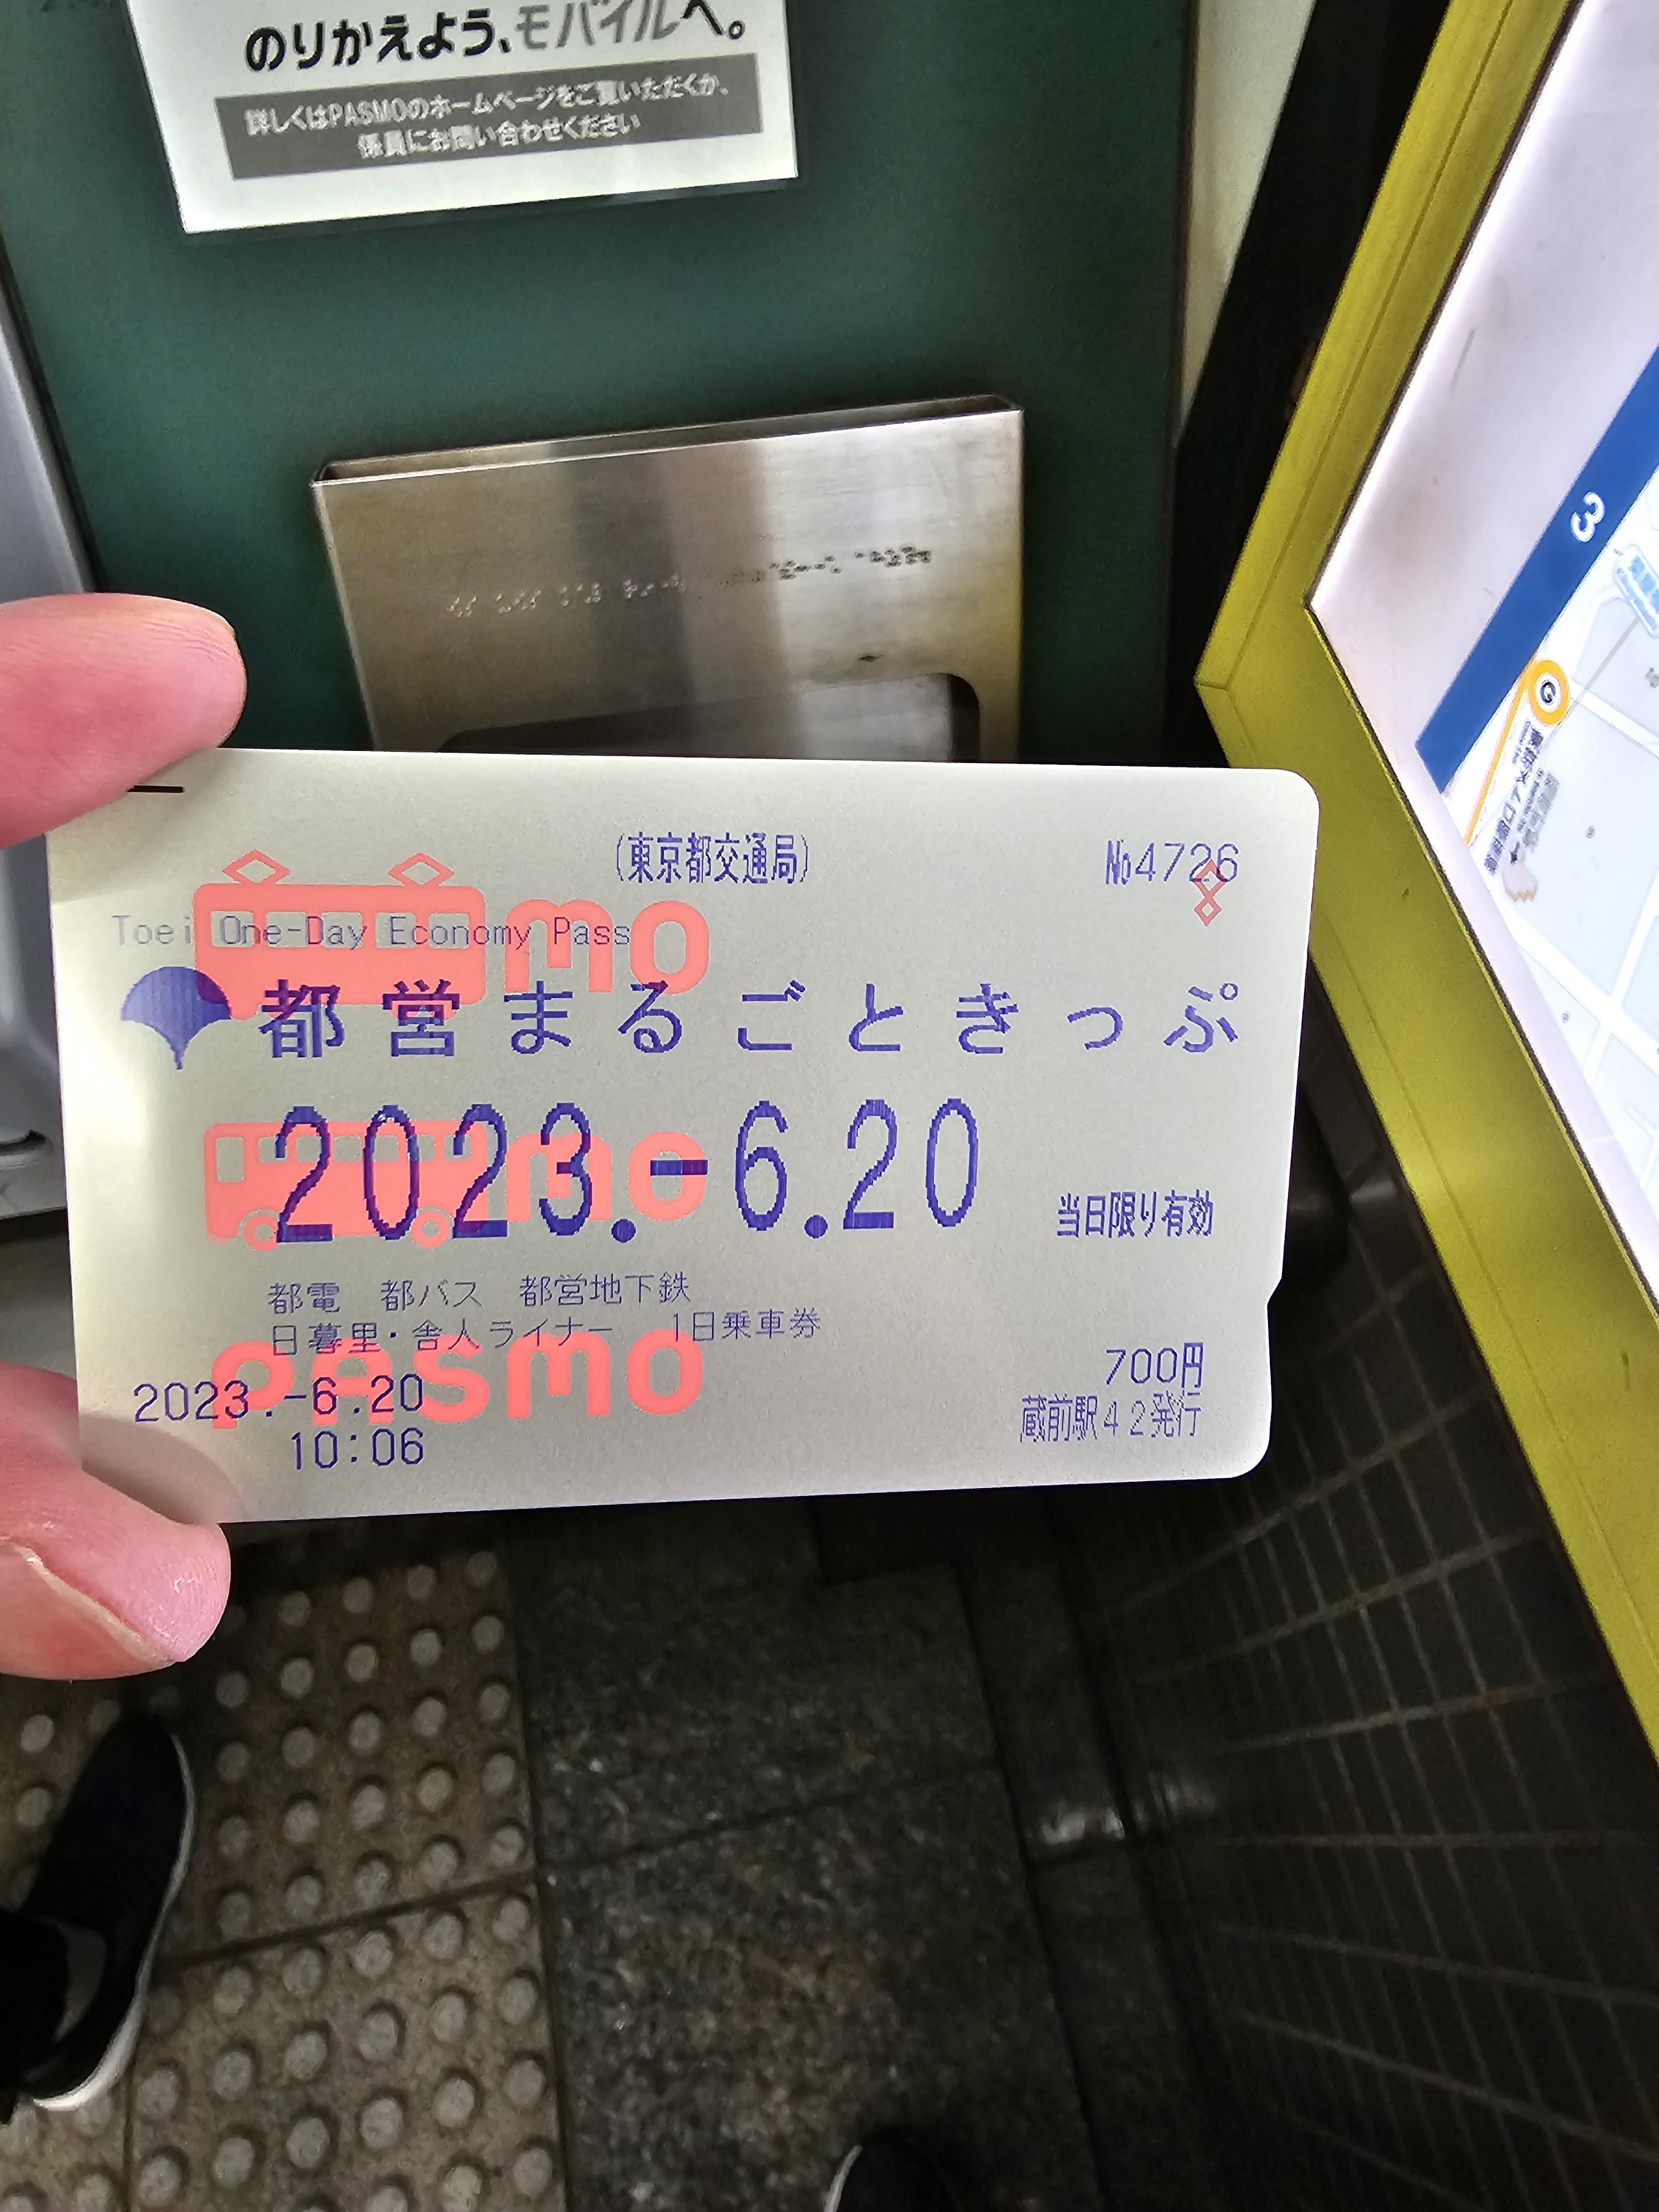 のりかえよう、モバイルへ。
詳しくはPASMOのホームページをご覧いただくか、
係員にお問い合わせください
3
G
(東京都交通局)
№4726
Toei One-Day Economy Pass
都営まるごときっぷ
2023.-6.20
当日限り有効
都電 都バス 都営地下鉄
日暮里・舎人ライナー 1日乗車券
PASMO
700円
2023.-6.20
蔵前駅42発行
10:06